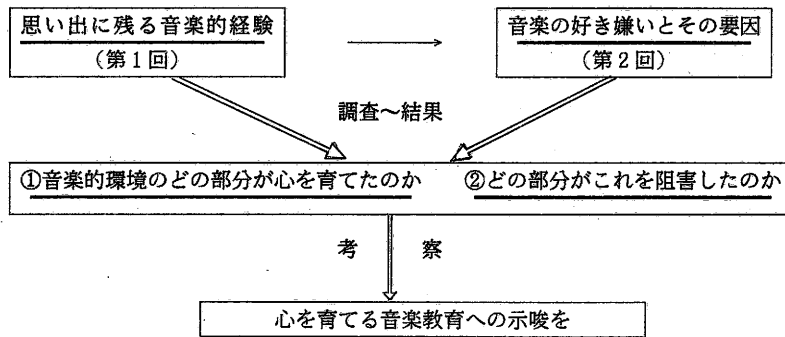 思い出に残る音楽的経験
(第1回)
音楽の好き嫌いとその要因
(第2回)
調査～結果
①音楽的環境のどの部分が心を育てたのか ②どの部分がこれを阻害したのか
考 察
心を育てる音楽教育への示唆を